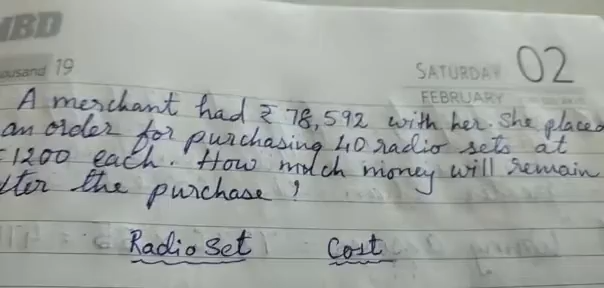 IBD
ousand 19
SATURDAY 02
FEBRUARY
A merchant had ₹ 78,592 with her. She placed
an order for purchasing 40 radio sets at
1200 each. How much money will remain
fter the purchase ?
Radio Set Cost